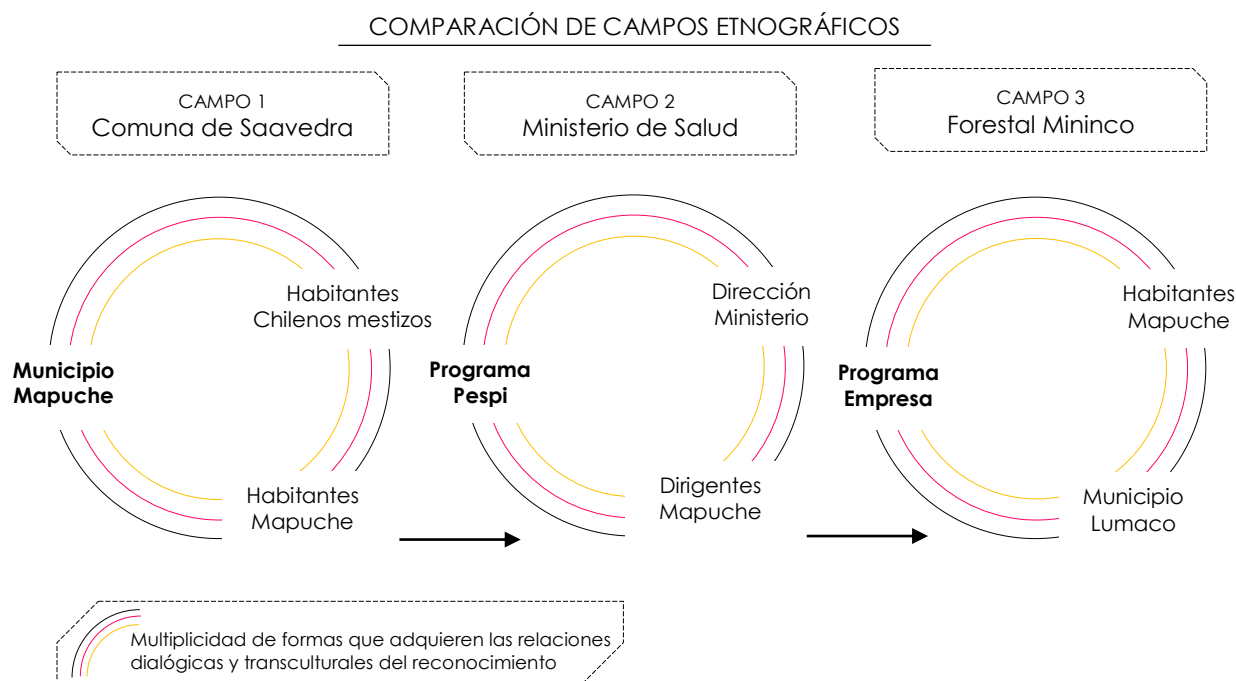 COMPARACIÓN DE CAMPOS ETNOGRÁFICOS
CAMPO 1
Comuna de Saavedra
CAMPO 2
Ministerio de Salud
CAMPO 3
Forestal Mininco
Habitantes
Chilenos mestizos
Municipio
Mapuche
Habitantes
Mapuche
Dirección
Ministerio
Programa
Pespi
Dirigentes
Mapuche
Habitantes
Mapuche
Programa
Empresa
Municipio
Lumaco
Multiplicidad de formas que adquieren las relaciones
dialógicas y transculturales del reconocimiento